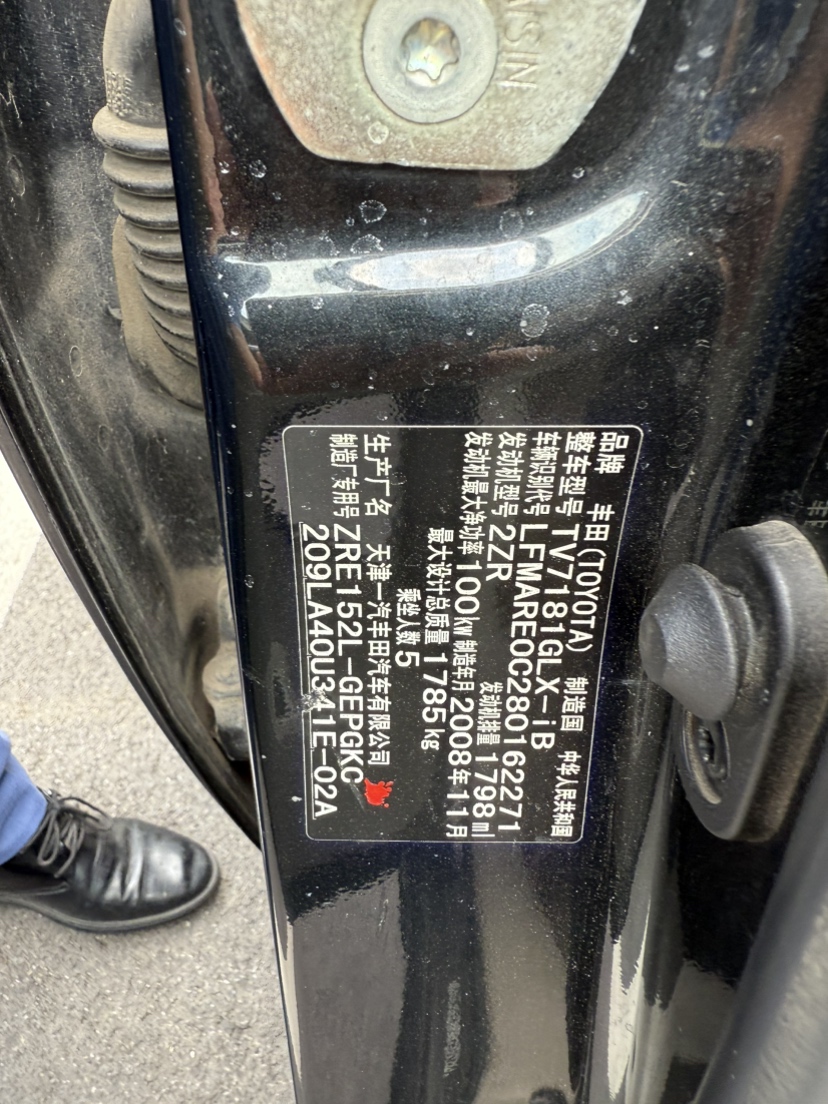 AISIN
品牌 丰田(TOYOTA) 制造国 中华人民共和国
整车型号 TV7181GLX-iB
车辆识别代号 LFMARE0C280162271
发动机型号 2ZR 发动机排量 1798ml
发动机最大净功率 100kW 制造年月 2008年11月
最大设计总质量 1785kg
乘坐人数 5
生产厂名 天津一汽丰田汽车有限公司
制造厂专用号 ZRE152L-GEPGKC
209LA40U341E-02A